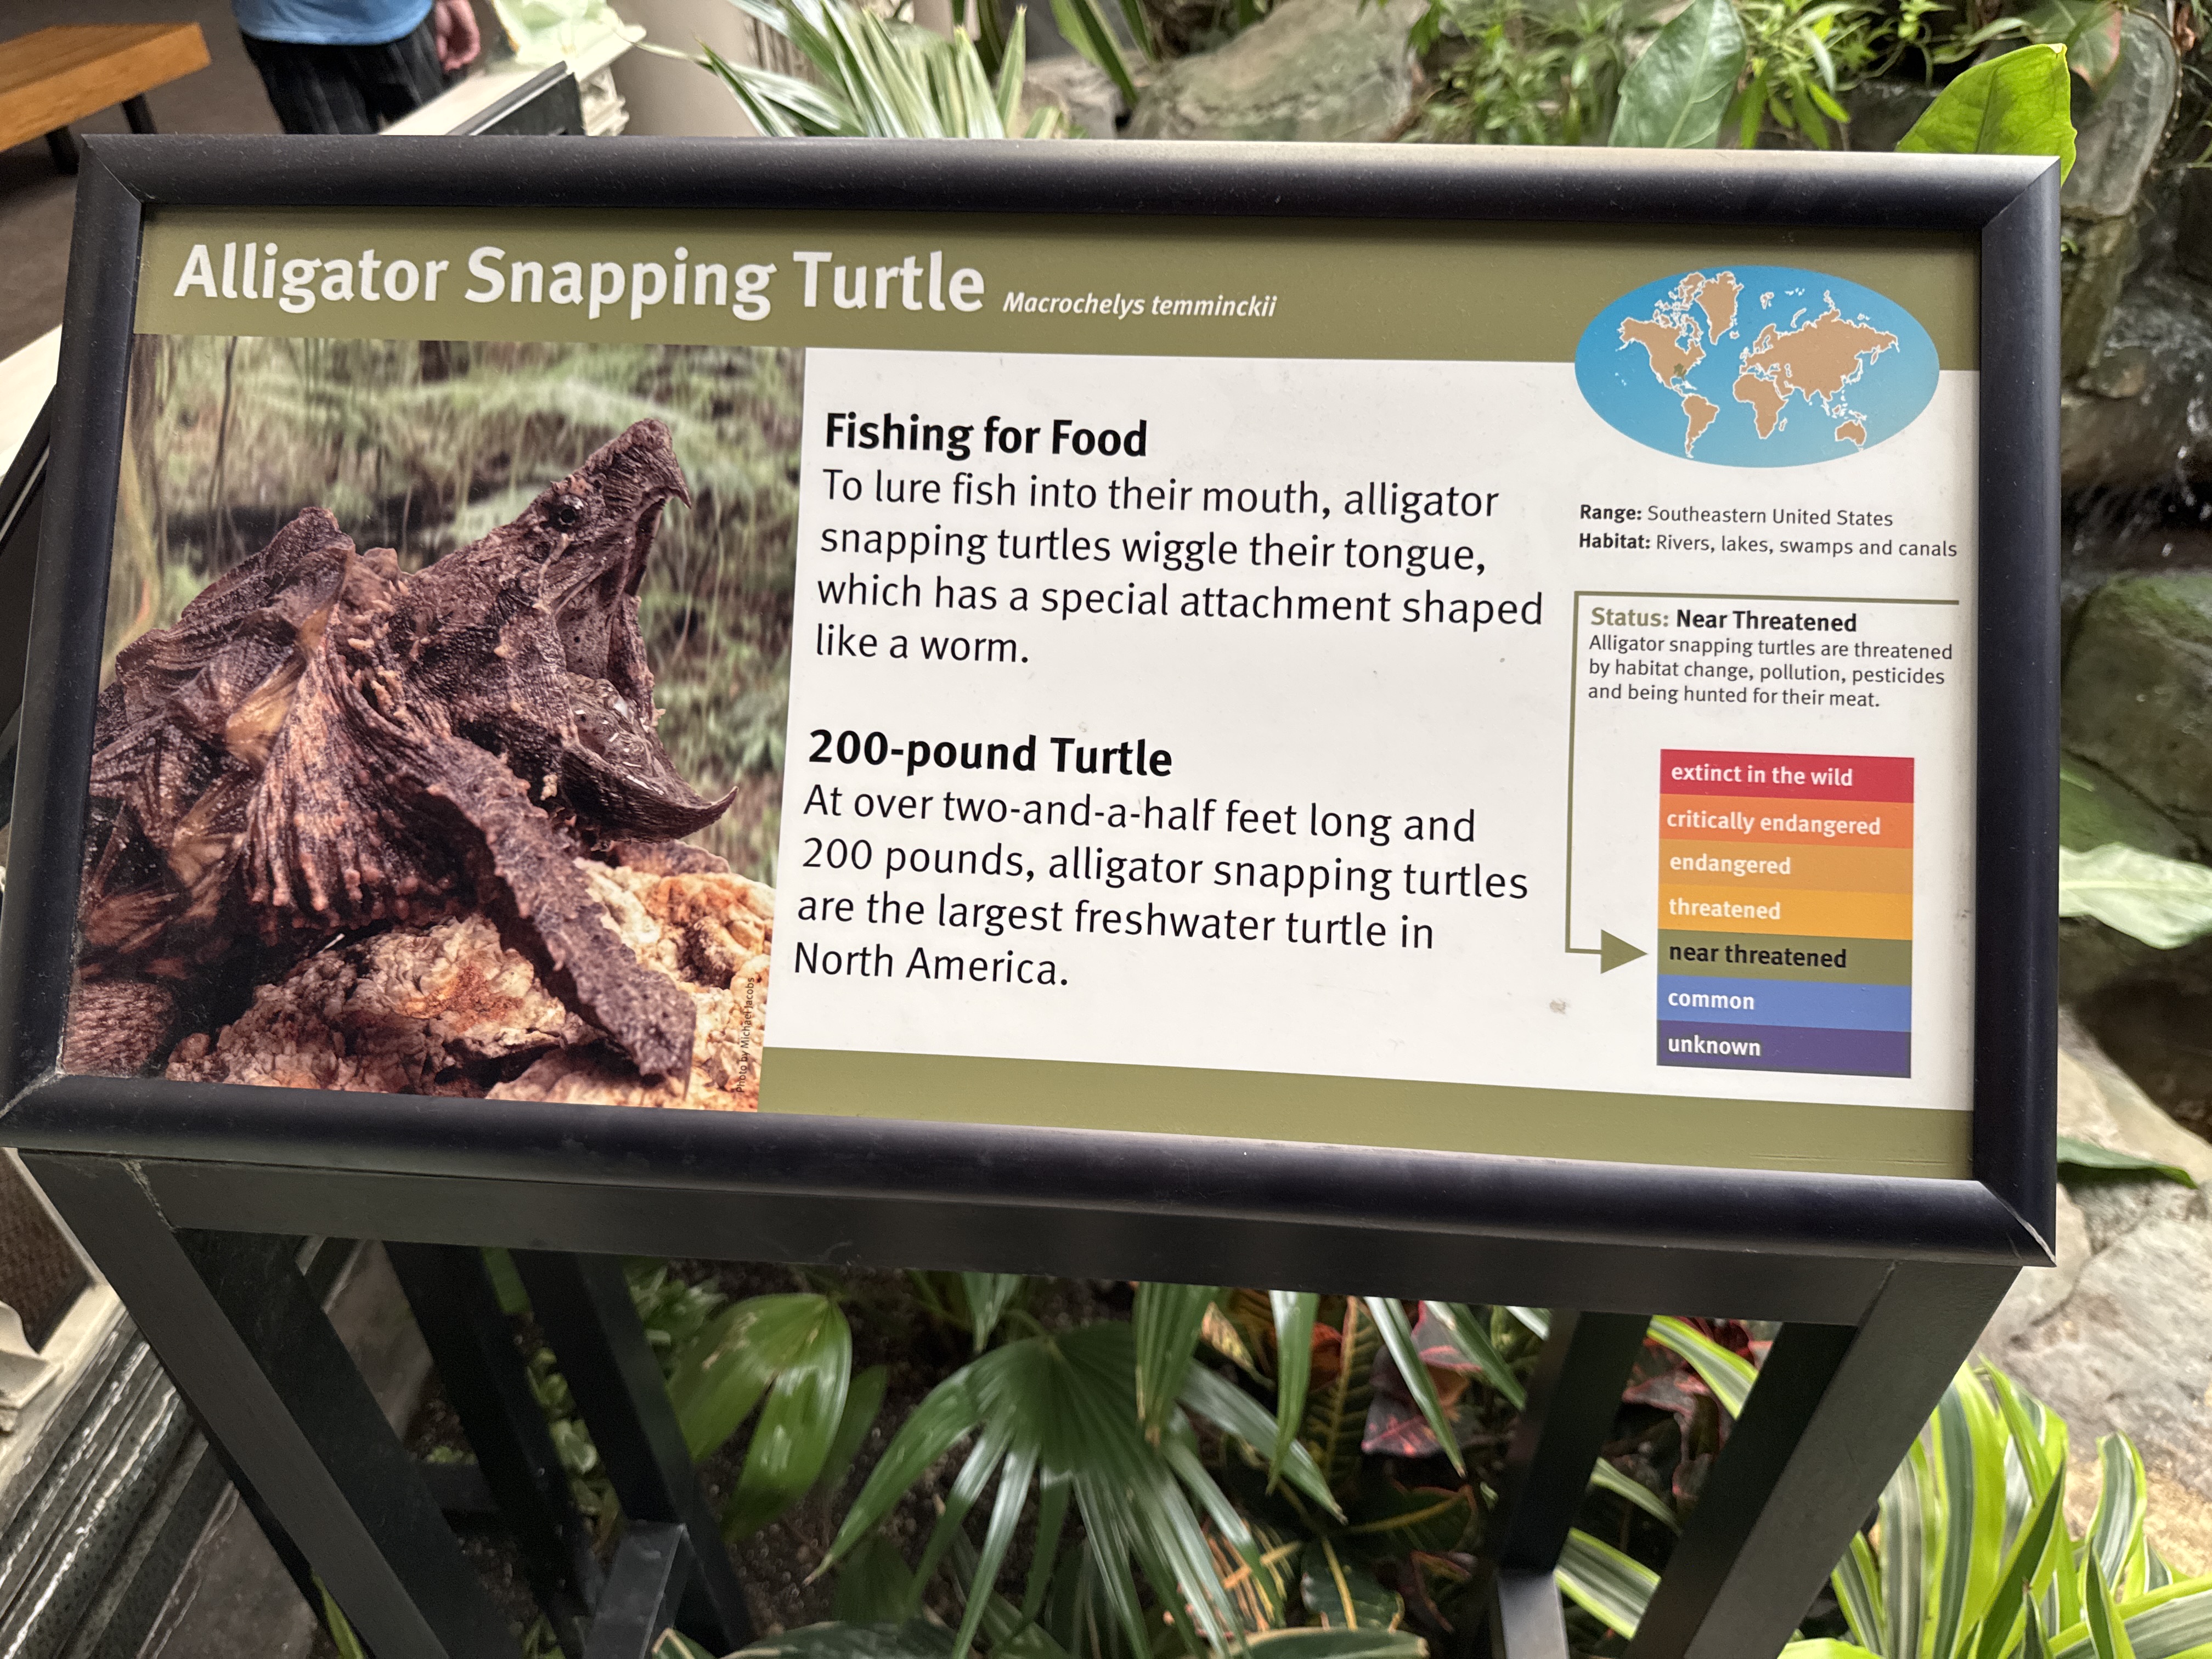 Alligator Snapping Turtle Macrochelys temminckii
Fishing for Food
To lure fish into their mouth, alligator
snapping turtles wiggle their tongue,
which has a special attachment shaped
like a worm.
200-pound Turtle
At over two-and-a-half feet long and
200 pounds, alligator snapping turtles
are the largest freshwater turtle in
North America.
Photo by Michael Jacobs
Range: Southeastern United States
Habitat: Rivers, lakes, swamps and canals
Status: Near Threatened
Alligator snapping turtles are threatened
by habitat change, pollution, pesticides
and being hunted for their meat.
extinct in the wild
critically endangered
endangered
threatened
near threatened
common
unknown